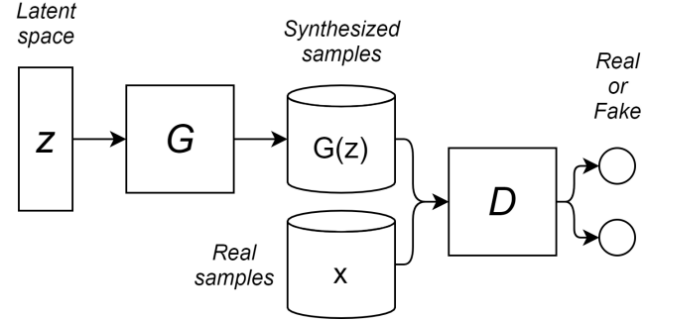 Latent
space
z
G
Synthesized
samples
G(z)
Real
samples
x
D
Real
or
Fake